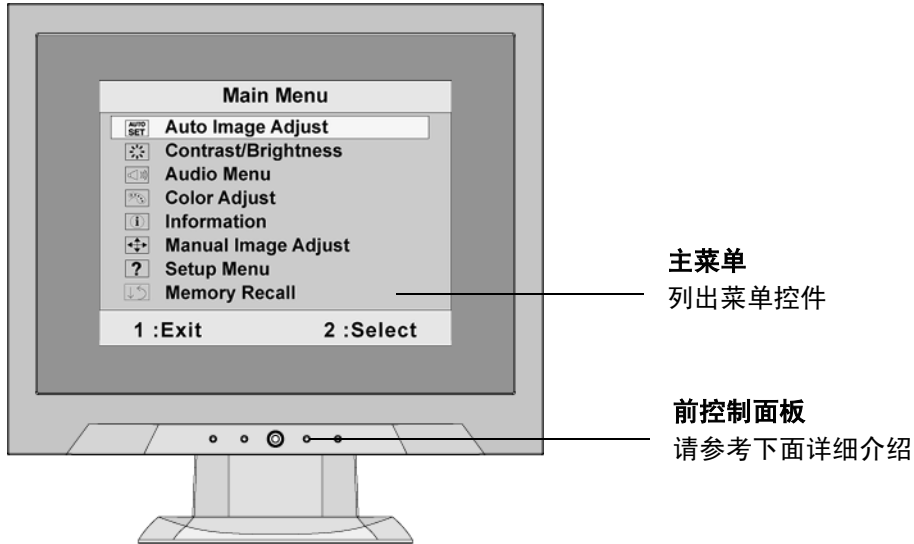 Main Menu
AUTO SET Auto Image Adjust
Contrast/Brightness
Audio Menu
Color Adjust
Information
Manual Image Adjust
? Setup Menu
Memory Recall
1 :Exit 2 :Select
主菜单
列出菜单控件
前控制面板
请参考下面详细介绍